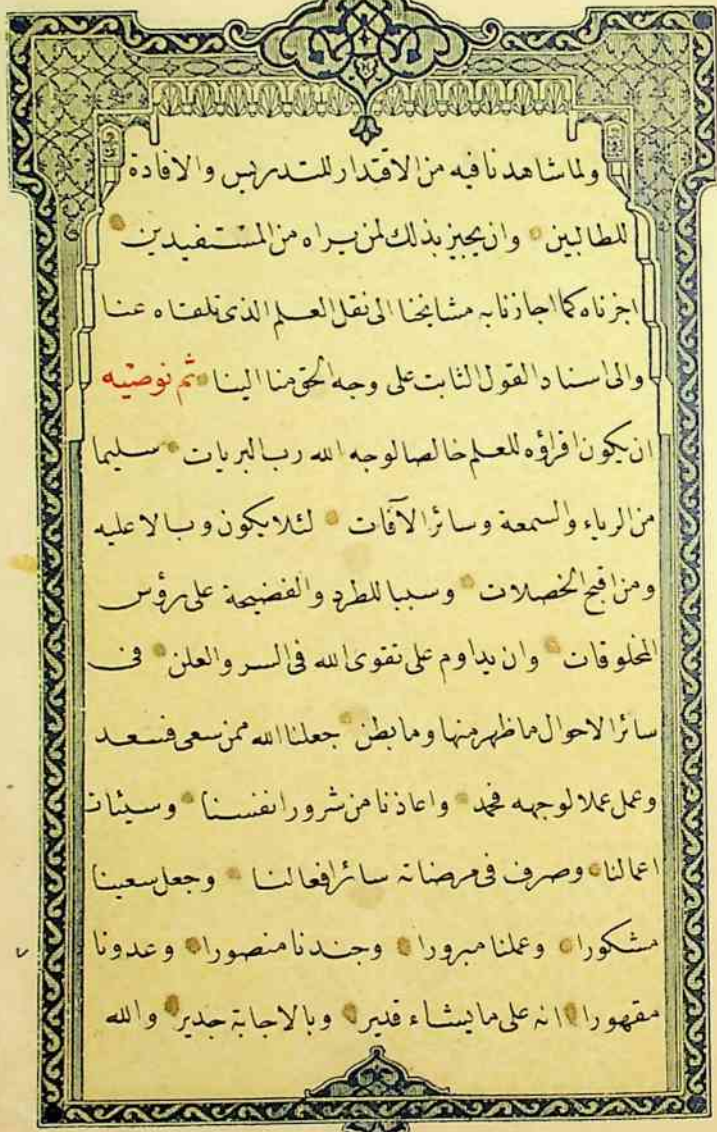 ولما شاهدنا فيه من الاقتدار للتدريس والافادة
للطالبين وان يجيز بذلك لمن يراه من المستفيدين
اجزناه كما اجازنا به مشايخنا الى نقل العلم الذى تلقاه عنا
والى اسناد القول الثابت على وجه الحق منا الينا ثم نوصيه
ان يكون اقراؤه للعلم خالصا لوجه الله رب البريات سليما
من الرياء والسمعة وسائر الآفات لئلا يكون وبالا عليه
ومن اقبح الخصلات وسببا للطرد والفضيحة على رؤس
المخلوقات وان يداوم على تقوى الله فى السر والعلن فى
سائر الاحوال ما ظهر منها وما بطن جعلنا الله ممن سعى فسعد
وعمل عملا لوجهه فحمد واعاذنا من شرور انفسنا وسيئات
اعمالنا وصرف فى مرضاته سائر افعالنا وجعل سعينا
مشكورا وعملنا مبرورا وجندنا منصورا وعدونا
مقهورا انه على ما يشاء قدير وبالاجابة جدير والله